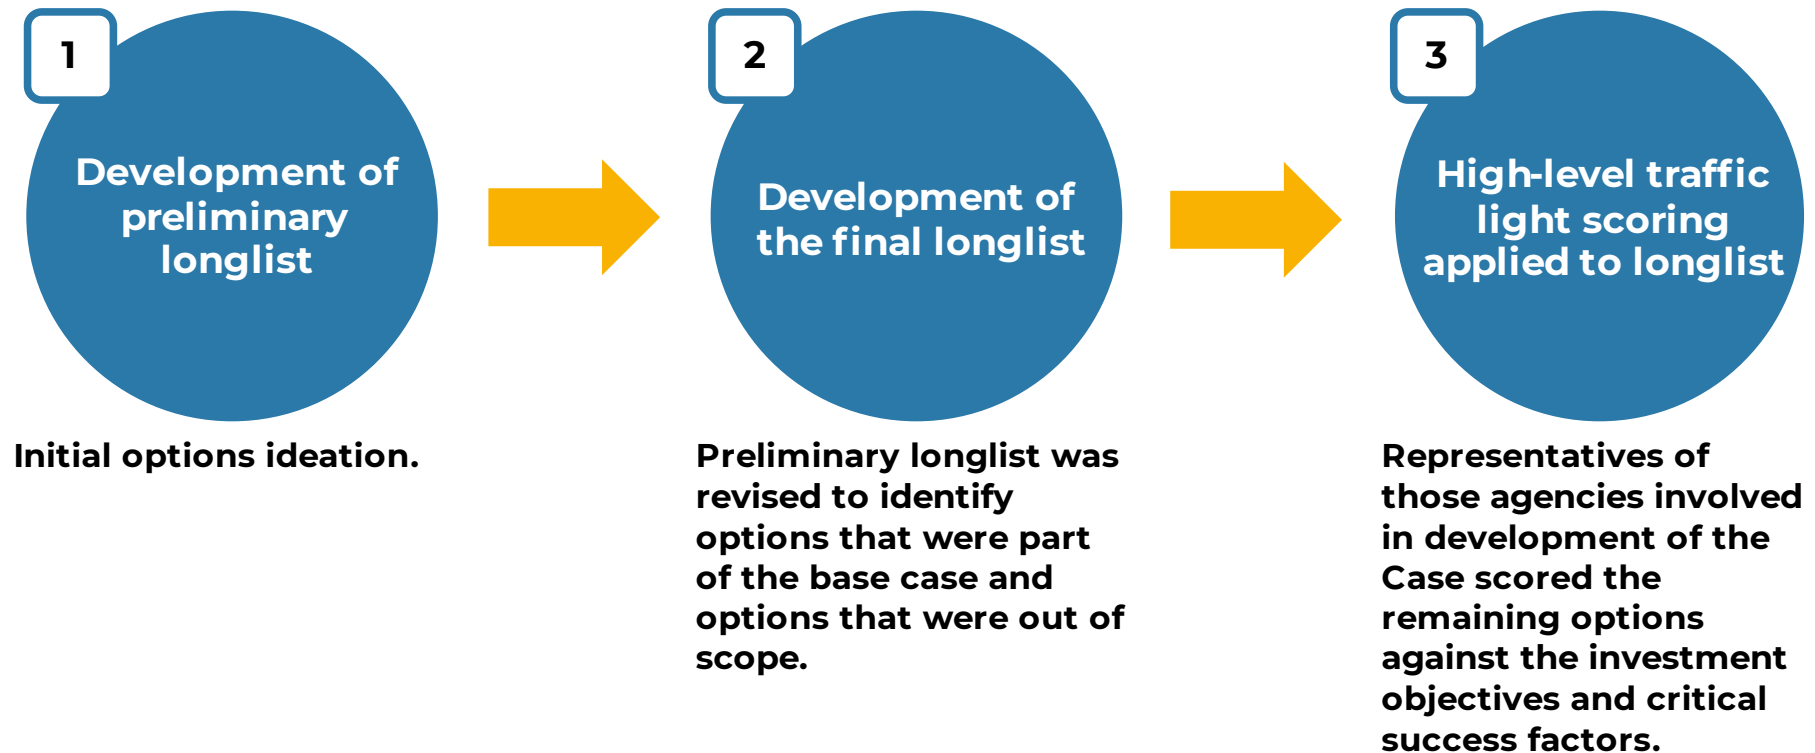 1
Development of
preliminary
longlist
Initial options ideation.
2
Development of
the final longlist
Preliminary longlist was
revised to identify
options that were part
of the base case and
options that were out of
scope.
3
High-level traffic
light scoring
applied to longlist
Representatives of
those agencies involved
in development of the
Case scored the
remaining options
against the investment
objectives and critical
success factors.